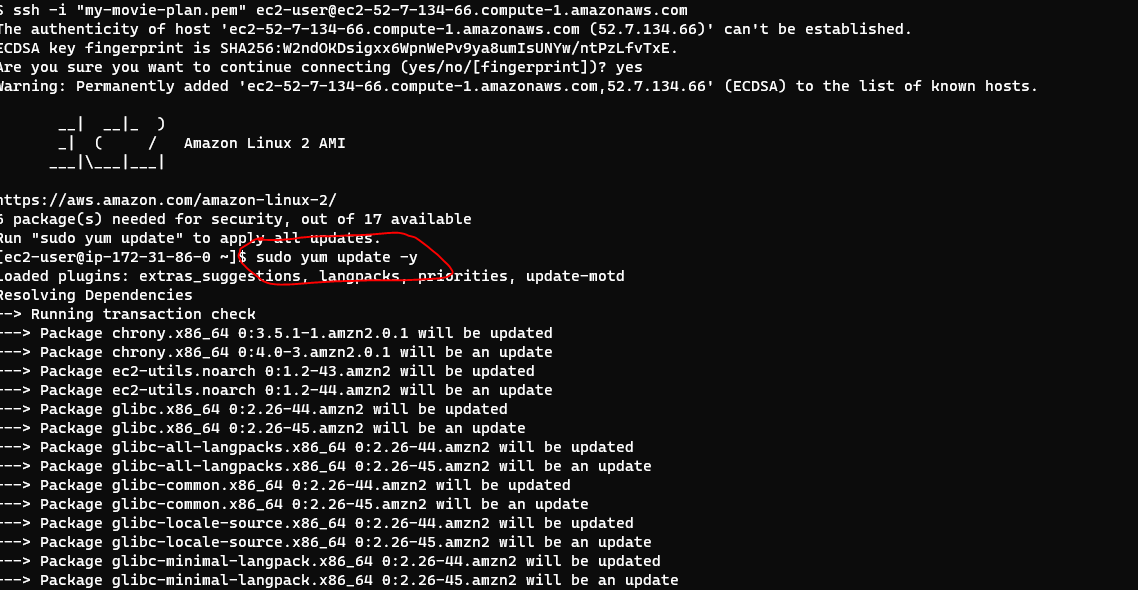 $ ssh -i "my-movie-plan.pem" ec2-user@ec2-52-7-134-66.compute-1.amazonaws.com
The authenticity of host 'ec2-52-7-134-66.compute-1.amazonaws.com (52.7.134.66)' can't be established.
ECDSA key fingerprint is SHA256:W2ndOKDsigxx6WpnWePv9ya8umIsUNYw/ntPzLfvTxE.
Are you sure you want to continue connecting (yes/no/[fingerprint])? yes
Warning: Permanently added 'ec2-52-7-134-66.compute-1.amazonaws.com,52.7.134.66' (ECDSA) to the list of known hosts.
       __|  __|_  )
       _|  (     /   Amazon Linux 2 AMI
      ___|\___|___|
https://aws.amazon.com/amazon-linux-2/
6 package(s) needed for security, out of 17 available
Run "sudo yum update" to apply all updates.
[ec2-user@ip-172-31-86-0 ~]$ sudo yum update -y
Loaded plugins: extras_suggestions, langpacks, priorities, update-motd
Resolving Dependencies
--> Running transaction check
---> Package chrony.x86_64 0:3.5.1-1.amzn2.0.1 will be updated
---> Package chrony.x86_64 0:4.0-3.amzn2.0.1 will be an update
---> Package ec2-utils.noarch 0:1.2-43.amzn2 will be updated
---> Package ec2-utils.noarch 0:1.2-44.amzn2 will be an update
---> Package glibc.x86_64 0:2.26-44.amzn2 will be updated
---> Package glibc.x86_64 0:2.26-45.amzn2 will be an update
---> Package glibc-all-langpacks.x86_64 0:2.26-44.amzn2 will be updated
---> Package glibc-all-langpacks.x86_64 0:2.26-45.amzn2 will be an update
---> Package glibc-common.x86_64 0:2.26-44.amzn2 will be updated
---> Package glibc-common.x86_64 0:2.26-45.amzn2 will be an update
---> Package glibc-locale-source.x86_64 0:2.26-44.amzn2 will be updated
---> Package glibc-locale-source.x86_64 0:2.26-45.amzn2 will be an update
---> Package glibc-minimal-langpack.x86_64 0:2.26-44.amzn2 will be updated
---> Package glibc-minimal-langpack.x86_64 0:2.26-45.amzn2 will be an update